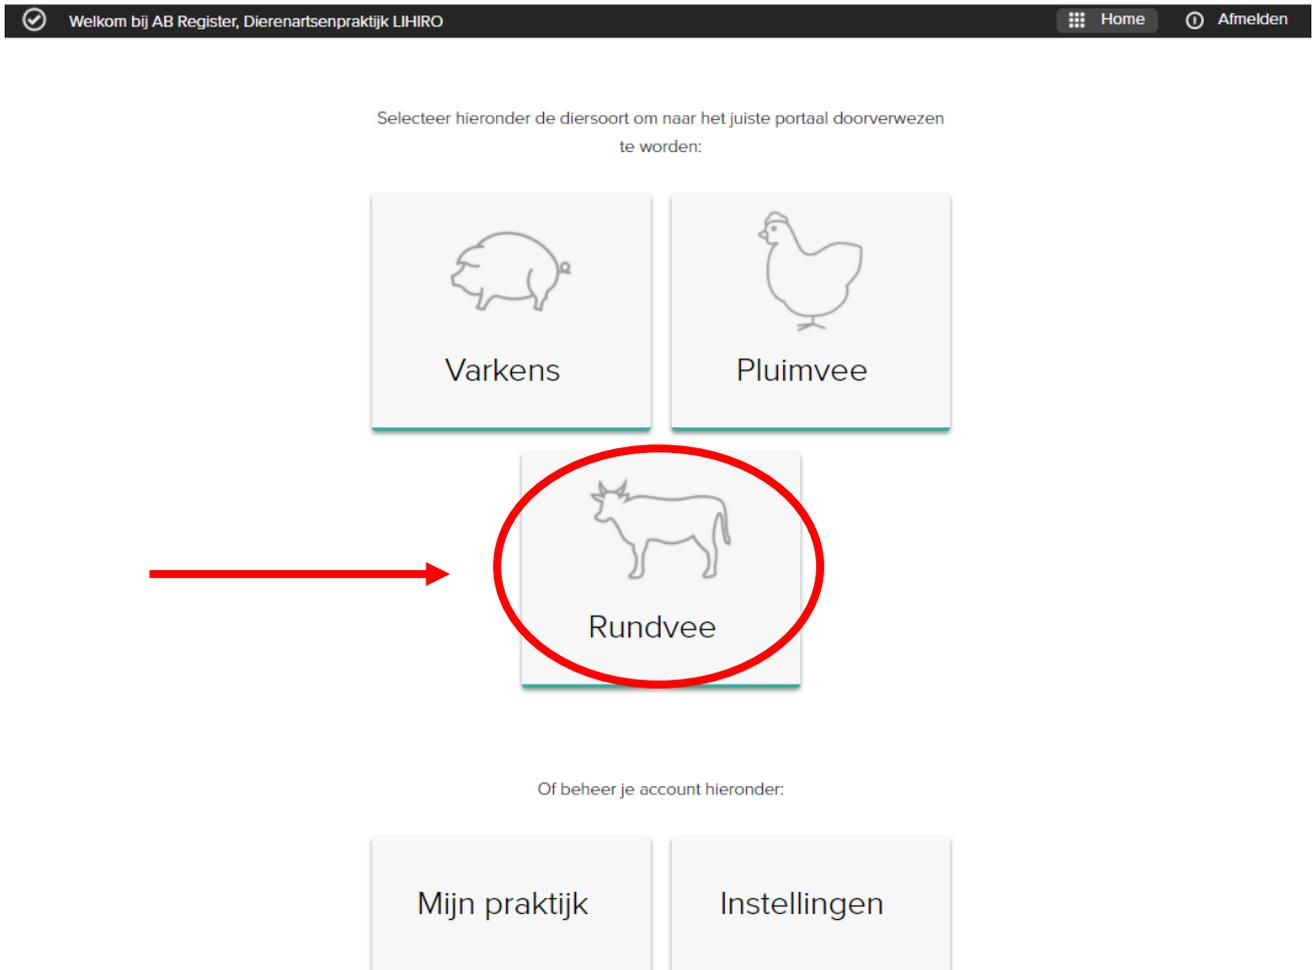 Welkom bij AB Register, Dierenartsenpraktijk LIHIRO
Home
Afmelden
Selecteer hieronder de diersoort om naar het juiste portaal doorverwezen
te worden:
Varkens
Pluimvee
Rundvee
Of beheer je account hieronder:
Mijn praktijk
Instellingen